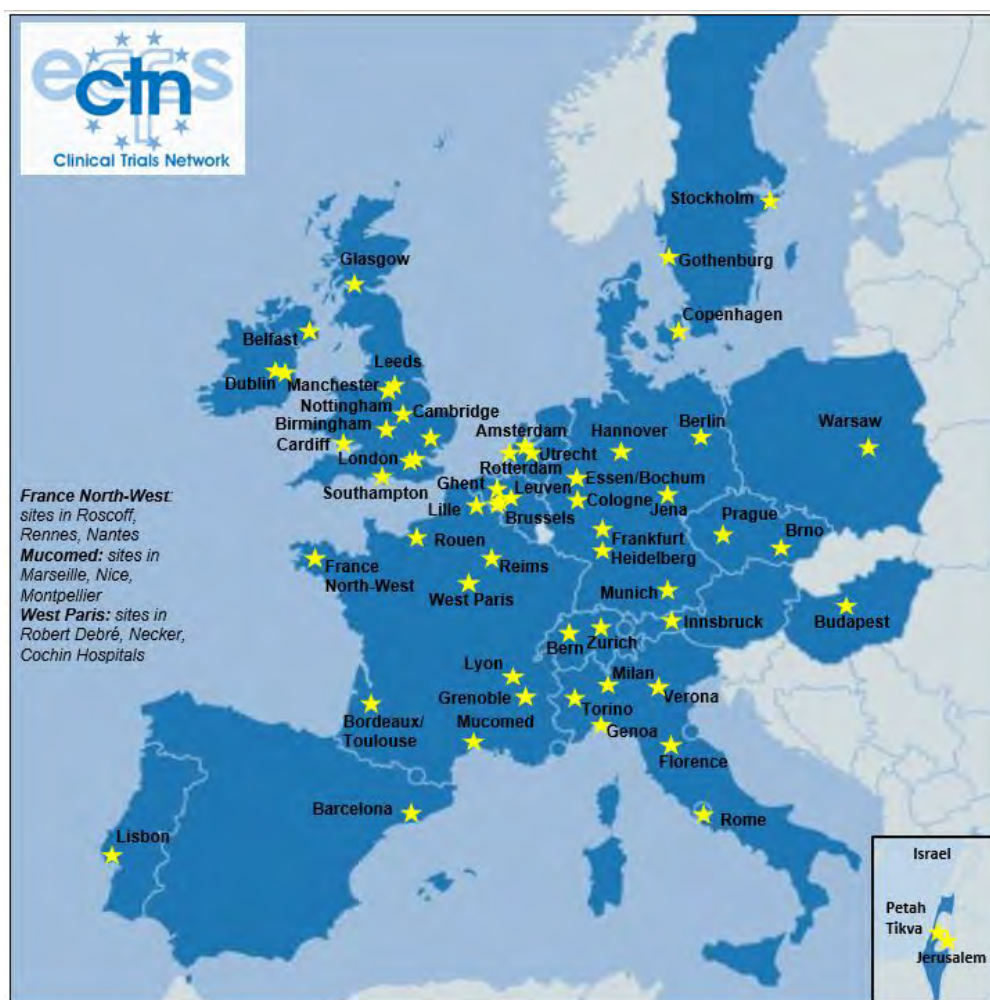 ecfs
ctn
Clinical Trials Network
Stockholm
Gothenburg
Copenhagen
Glasgow
Belfast
Dublin
Leeds
Manchester
Nottingham
Cambridge
Birmingham
Cardiff
London
Southampton
Amsterdam
Utrecht
Rotterdam
Hannover
Berlin
Warsaw
Essen/Bochum
Ghent
Leuven
Cologne
Jena
Lille
Brussels
Prague
Brno
Frankfurt
Heidelberg
Rouen
Reims
France
North-West
West Paris
Munich
Innsbruck
Budapest
Bern
Zurich
Lyon
Grenoble
Mucomed
Milan
Verona
Torino
Genoa
Florence
Bordeaux/
Toulouse
Barcelona
Rome
Lisbon
France North-West:
sites in Roscoff,
Rennes, Nantes
Mucomed: sites in
Marseille, Nice,
Montpellier
West Paris: sites in
Robert Debré, Necker,
Cochin Hospitals
Israel
Petah
Tikva
Jerusalem